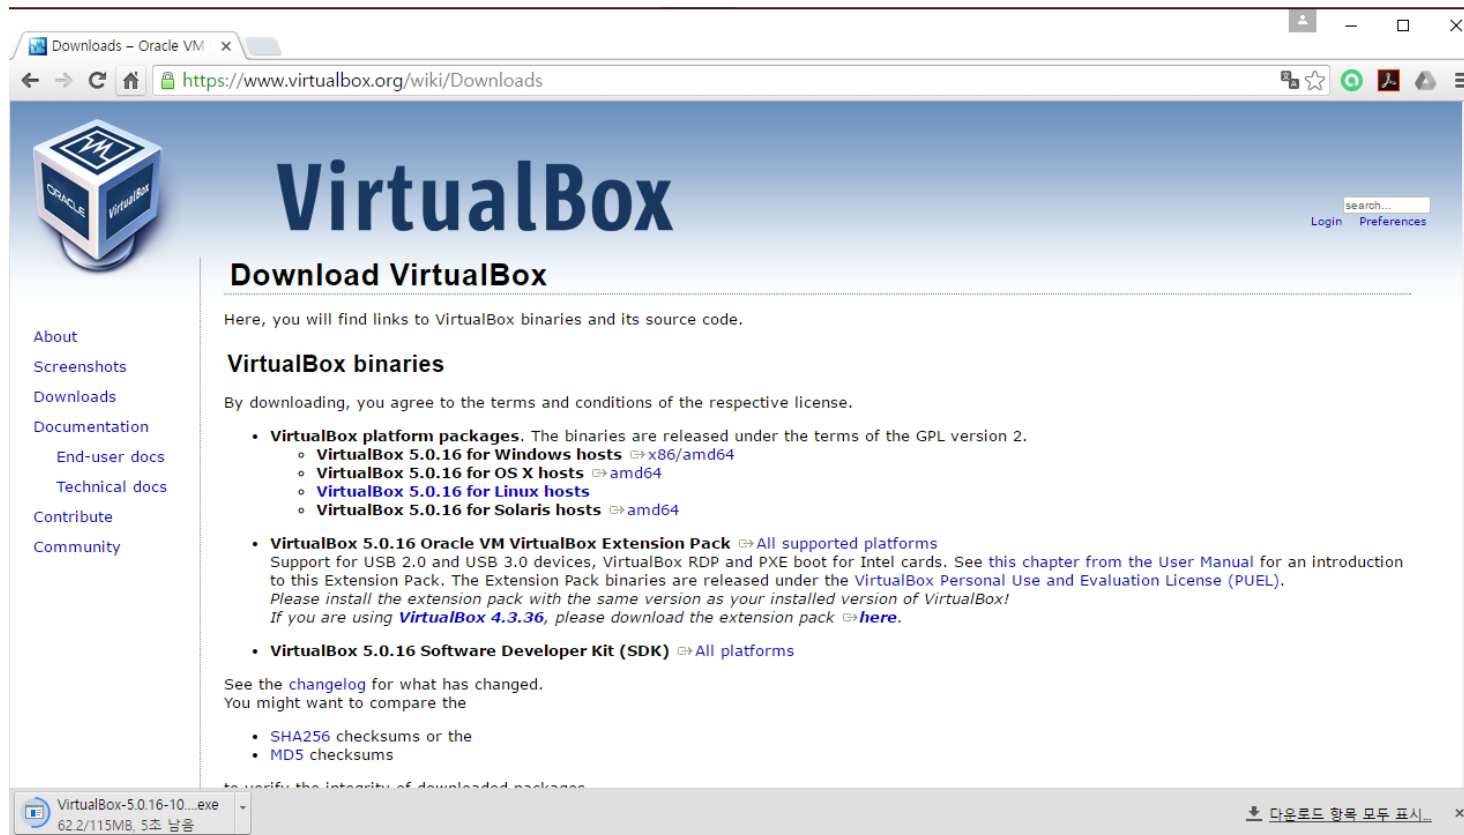 Downloads – Oracle VM
https://www.virtualbox.org/wiki/Downloads
ORACLE
VirtualBox
VirtualBox
search...
Login Preferences
Download VirtualBox
Here, you will find links to VirtualBox binaries and its source code.
About
Screenshots
Downloads
Documentation
End-user docs
Technical docs
Contribute
Community
VirtualBox binaries
By downloading, you agree to the terms and conditions of the respective license.
• VirtualBox platform packages. The binaries are released under the terms of the GPL version 2.
◦ VirtualBox 5.0.16 for Windows hosts x86/amd64
◦ VirtualBox 5.0.16 for OS X hosts amd64
◦ VirtualBox 5.0.16 for Linux hosts
◦ VirtualBox 5.0.16 for Solaris hosts amd64
• VirtualBox 5.0.16 Oracle VM VirtualBox Extension Pack All supported platforms
Support for USB 2.0 and USB 3.0 devices, VirtualBox RDP and PXE boot for Intel cards. See this chapter from the User Manual for an introduction
to this Extension Pack. The Extension Pack binaries are released under the VirtualBox Personal Use and Evaluation License (PUEL).
Please install the extension pack with the same version as your installed version of VirtualBox!
If you are using VirtualBox 4.3.36, please download the extension pack here.
• VirtualBox 5.0.16 Software Developer Kit (SDK) All platforms
See the changelog for what has changed.
You might want to compare the
• SHA256 checksums or the
• MD5 checksums
to verify the integrity of downloaded packages
VirtualBox-5.0.16-10....exe
62.2/115MB, 5초 남음
다운로드 항목 모두 표시...